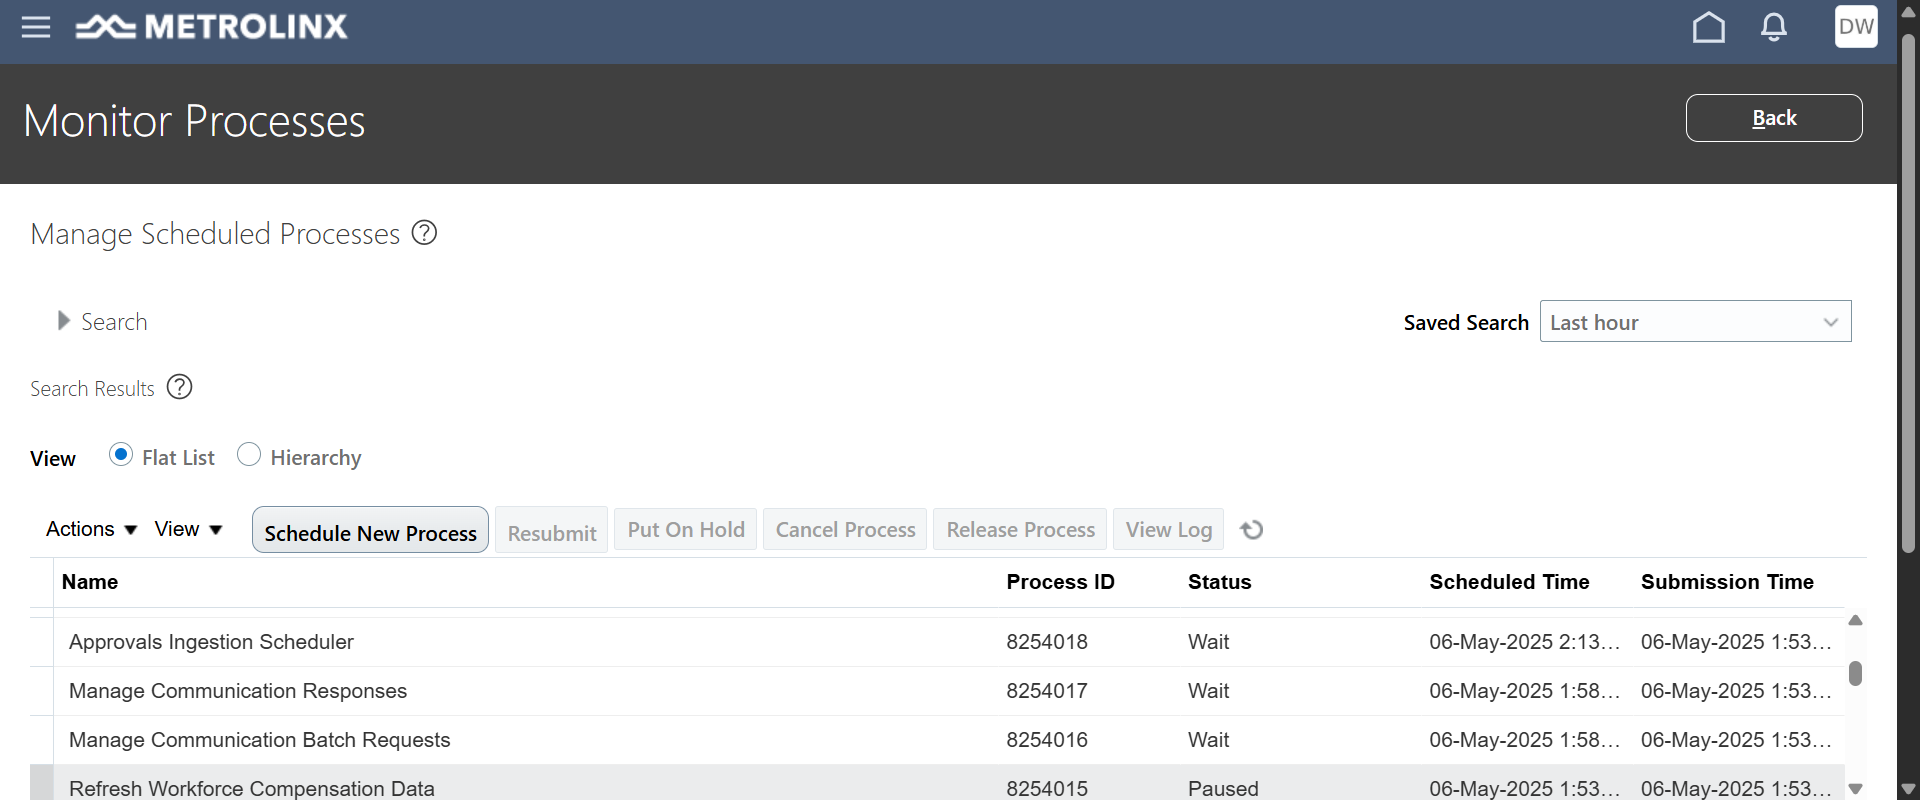 METROLINX
DW
Monitor Processes
Back
Manage Scheduled Processes ?
Search
Saved Search Last hour
Search Results ?
View Flat List Hierarchy
Actions View Schedule New Process Resubmit Put On Hold Cancel Process Release Process View Log
Name Process ID Status Scheduled Time Submission Time
Approvals Ingestion Scheduler 8254018 Wait 06-May-2025 2:13... 06-May-2025 1:53...
Manage Communication Responses 8254017 Wait 06-May-2025 1:58... 06-May-2025 1:53...
Manage Communication Batch Requests 8254016 Wait 06-May-2025 1:58... 06-May-2025 1:53...
Refresh Workforce Compensation Data 8254015 Paused 06-May-2025 1:53... 06-May-2025 1:53...